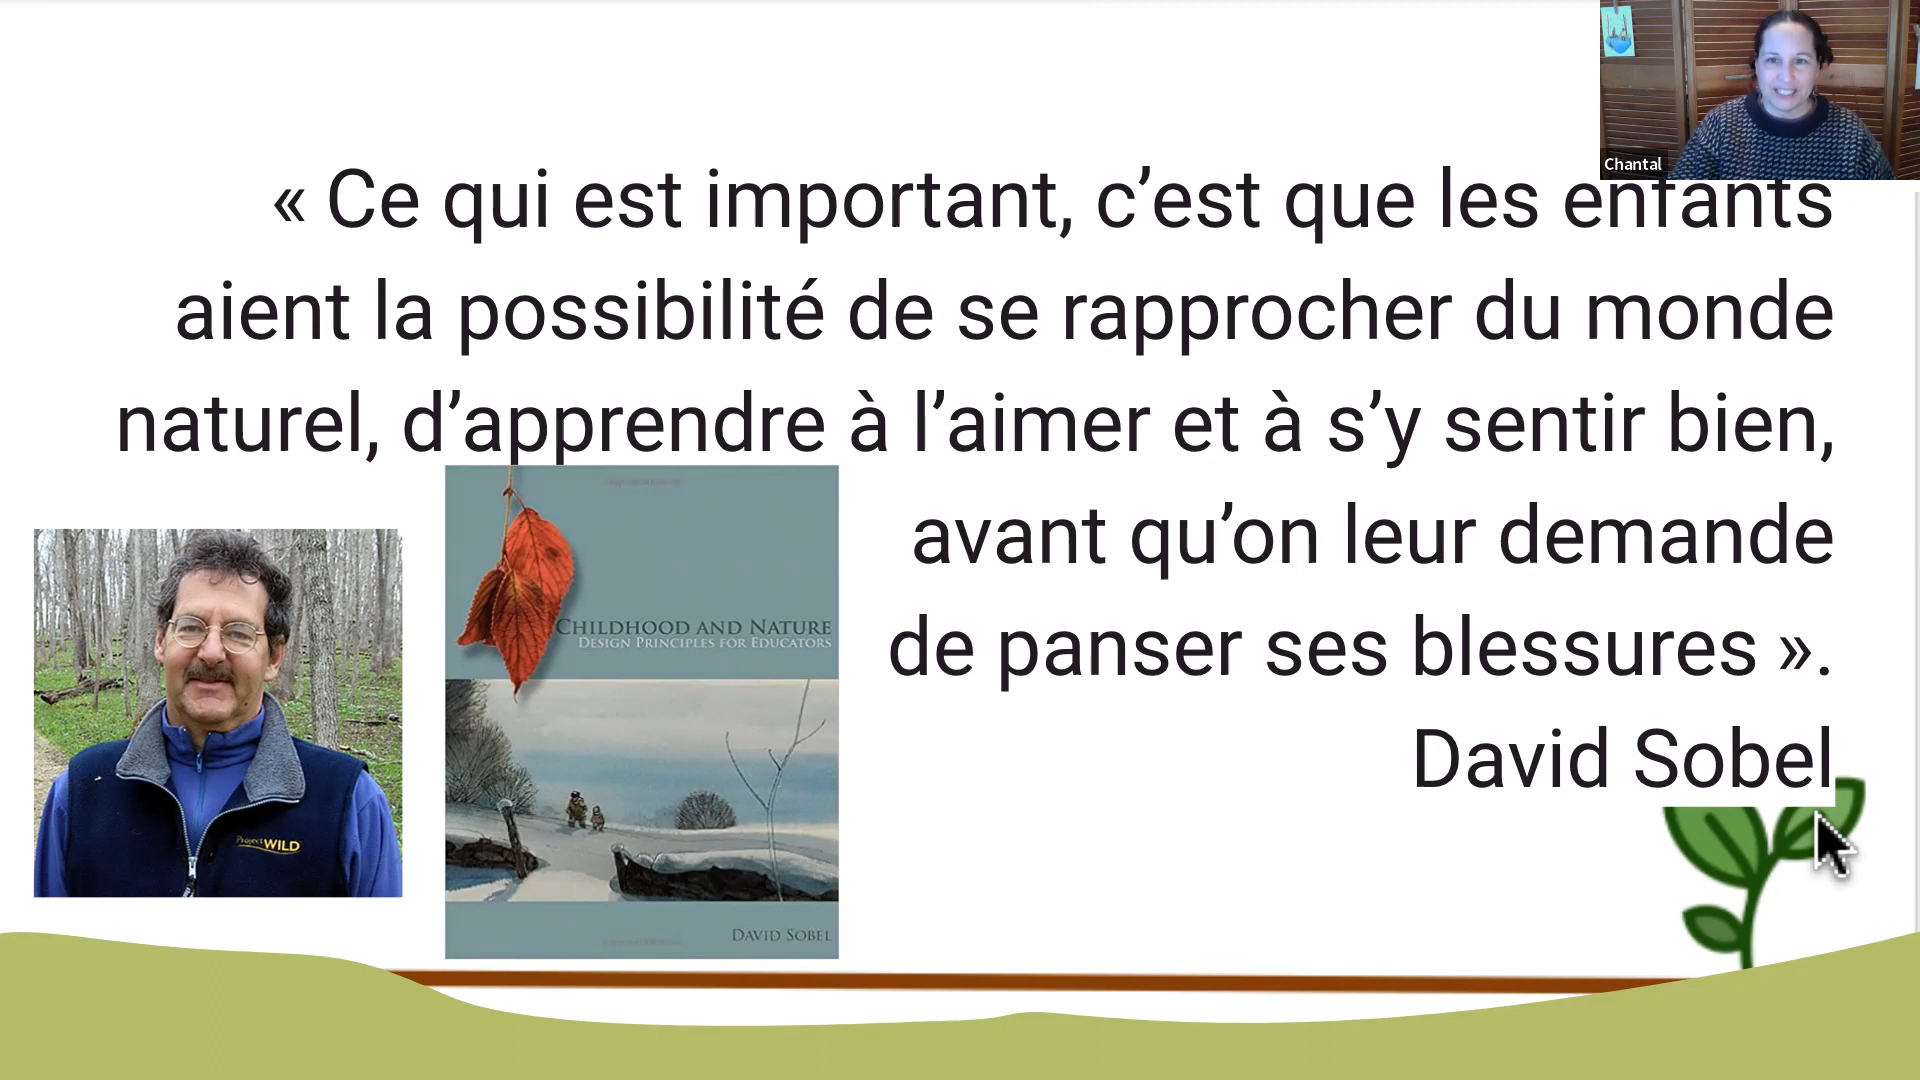 Chantal
« Ce qui est important, c’est que les enfants
aient la possibilité de se rapprocher du monde
naturel, d’apprendre à l’aimer et à s’y sentir bien,
avant qu’on leur demande
de panser ses blessures ».
David Sobel
CHILDHOOD AND NATURE
DESIGN PRINCIPLES FOR EDUCATORS
DAVID SOBEL
Project WILD